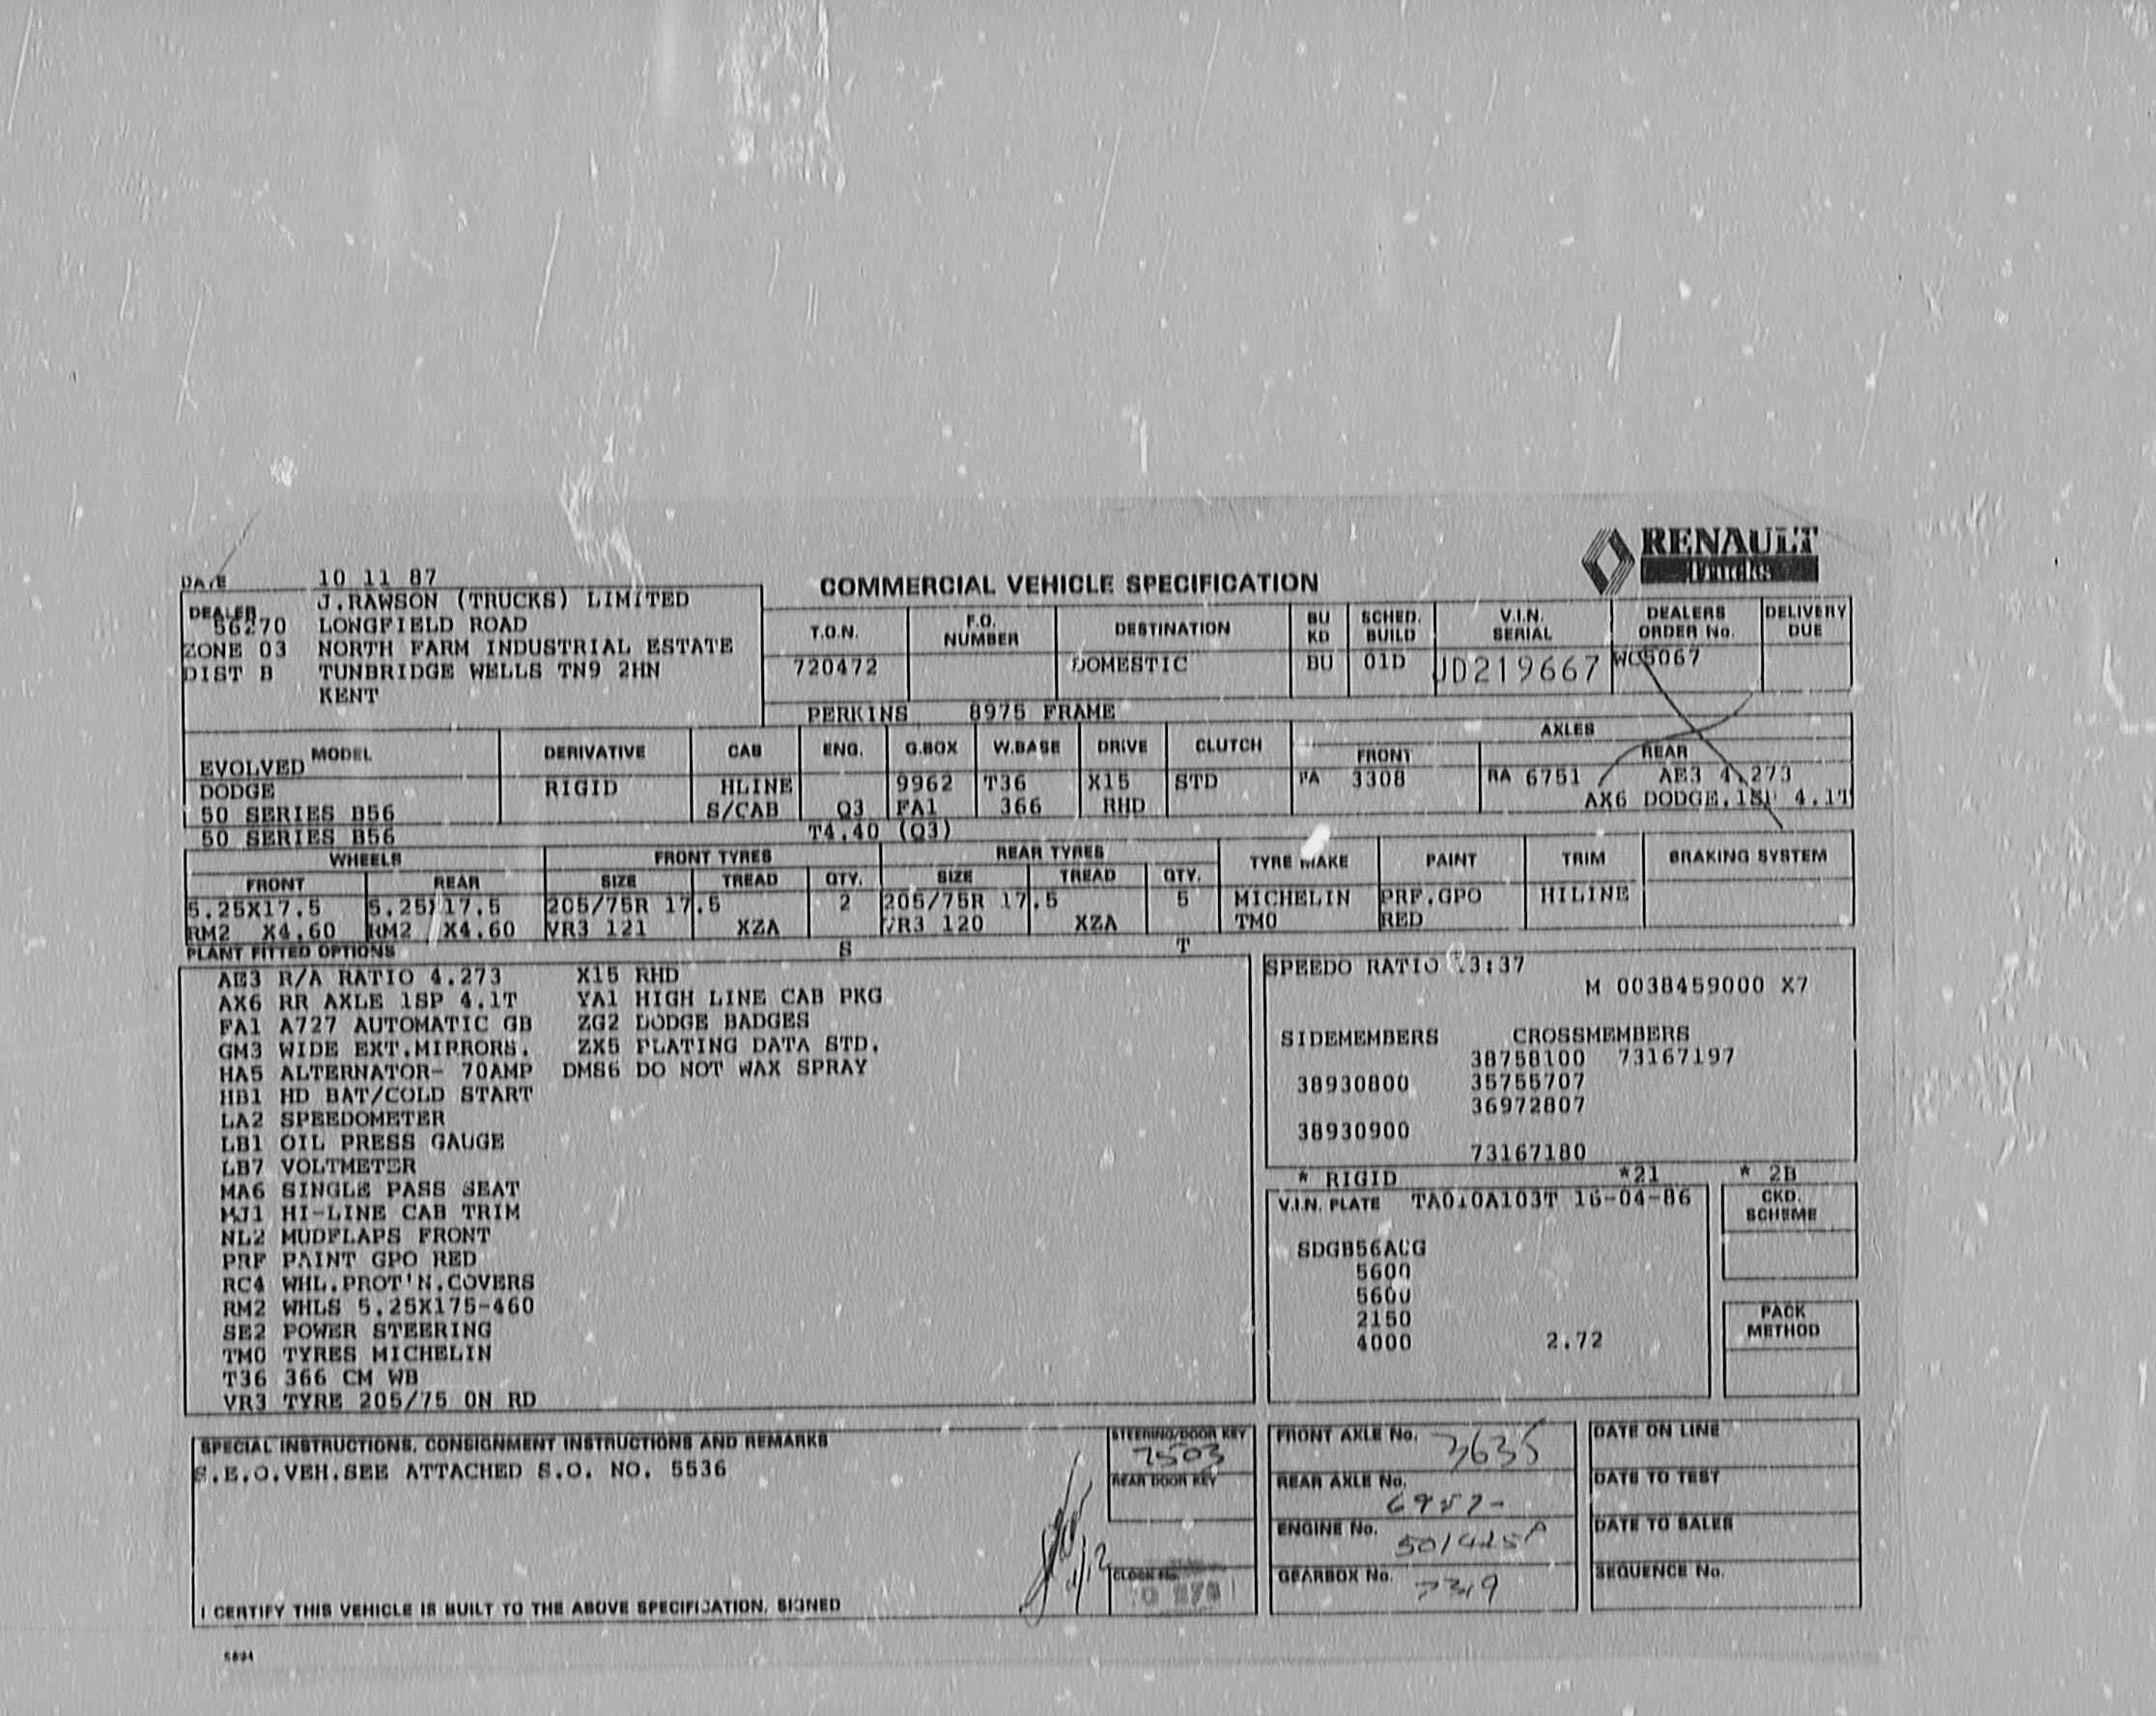 RENAULT
Trucks
DATE 10 11 87
COMMERCIAL VEHICLE SPECIFICATION
DEALER J.RAWSON (TRUCKS) LIMITED
56270 LONGFIELD ROAD
ZONE 03 NORTH FARM INDUSTRIAL ESTATE
DIST B TUNBRIDGE WELLS TN9 2HN
KENT
T.O.N. F.O. NUMBER DESTINATION BU KD SCHED. BUILD V.I.N. SERIAL DEALERS ORDER No. DELIVERY DUE
720472 DOMESTIC BU 01D JD219667 WC5067
PERKINS 8975 FRAME
MODEL DERIVATIVE CAB ENG. G.BOX W.BASE DRIVE CLUTCH AXLES
FRONT REAR
EVOLVED
DODGE RIGID HLINE 9962 T36 X15 STD FA 3308 RA 6751 AE3 4.273
50 SERIES B56 S/CAB Q3 FA1 366 RHD AX6 DODGE,1SP 4.1T
50 SERIES B56 T4.40 (Q3)
WHEELS FRONT TYRES REAR TYRES TYRE MAKE PAINT TRIM BRAKING SYSTEM
FRONT REAR SIZE TREAD QTY. SIZE TREAD QTY.
5.25X17.5 5.25X17.5 205/75R 17.5 2 205/75R 17.5 5 MICHELIN PRF.GPO HILINE
RM2 X4.60 RM2 X4.60 VR3 121 XZA VR3 120 XZA TM0 RED
PLANT FITTED OPTIONS S T
AE3 R/A RATIO 4.273 X15 RHD
AX6 RR AXLE 1SP 4.1T YA1 HIGH LINE CAB PKG
FA1 A727 AUTOMATIC GB ZG2 DODGE BADGES
GM3 WIDE EXT.MIRRORS. ZX5 PLATING DATA STD.
HA5 ALTERNATOR- 70AMP DMS6 DO NOT WAX SPRAY
HB1 HD BAT/COLD START
LA2 SPEEDOMETER
LB1 OIL PRESS GAUGE
LB7 VOLTMETER
MA6 SINGLE PASS SEAT
MJ1 HI-LINE CAB TRIM
NL2 MUDFLAPS FRONT
PRF PAINT GPO RED
RC4 WHL.PROT'N.COVERS
RM2 WHLS 5.25X175-460
SE2 POWER STEERING
TM0 TYRES MICHELIN
T36 366 CM WB
VR3 TYRE 205/75 ON RD
SPEEDO RATIO 13:37
M 0038459000 X7
SIDEMEMBERS CROSSMEMBERS
38758100 73167197
38930800 35755707
36972807
38930900
73167180
* RIGID *21 * 2B
V.I.N. PLATE TA010A103T 16-04-86
SDGB56ACG
5600
5600
2150
4000 2.72
CKD. SCHEME
PACK METHOD
SPECIAL INSTRUCTIONS, CONSIGNMENT INSTRUCTIONS AND REMARKS
S.E.O.VEH.SEE ATTACHED S.O. NO. 5536
I CERTIFY THIS VEHICLE IS BUILT TO THE ABOVE SPECIFICATION, SIGNED
STEERING/DOOR KEY 7503
REAR DOOR KEY
CLOCK No.
FRONT AXLE No. 3635
REAR AXLE No.
ENGINE No.
GEARBOX No.
DATE ON LINE
DATE TO TEST
DATE TO SALES
SEQUENCE No.